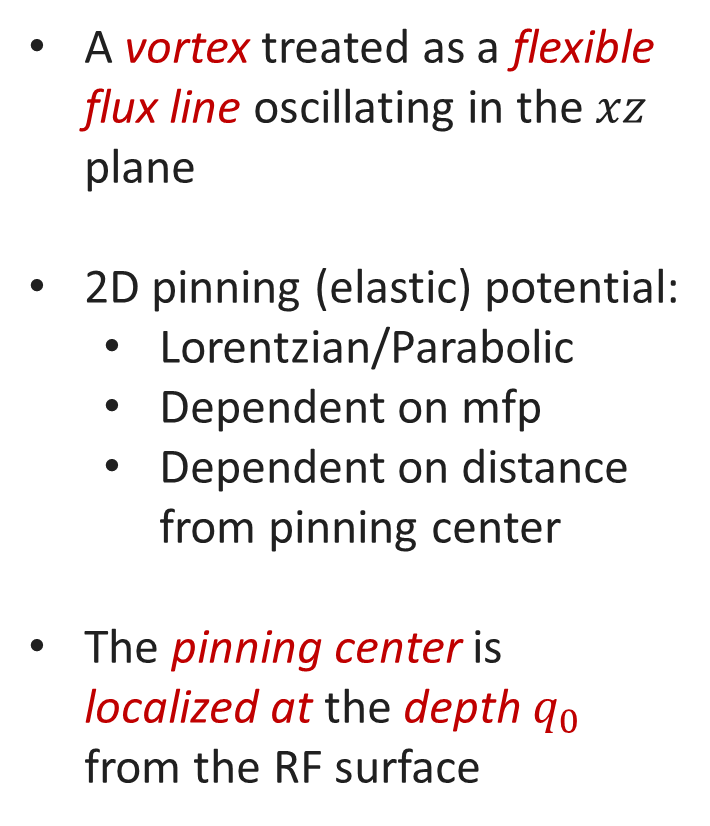 • A vortex treated as a flexible
flux line oscillating in the xz
plane
• 2D pinning (elastic) potential:
• Lorentzian/Parabolic
• Dependent on mfp
• Dependent on distance
from pinning center
• The pinning center is
localized at the depth q₀
from the RF surface